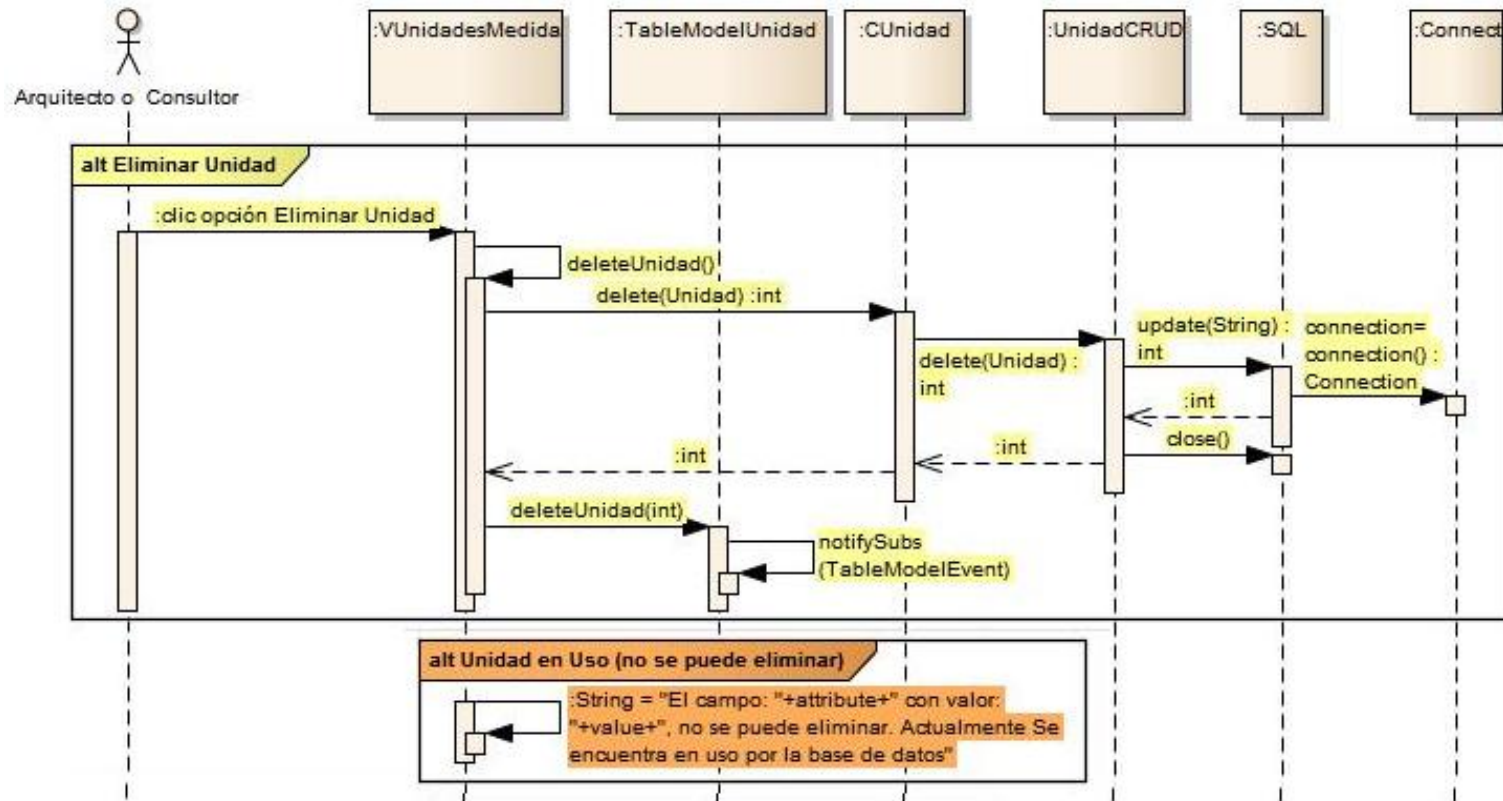 :VUnidadesMedida
:TableModelUnidad
:CUnidad
:UnidadCRUD
:SQL
:Connect
Arquitecto o Consultor
alt Eliminar Unidad
:clic opción Eliminar Unidad
deleteUnidad()
delete(Unidad) :int
delete(Unidad) :
int
update(String) :
int
connection=
connection() :
Connection
:int
close()
:int
:int
deleteUnidad(int)
notifySubs
(TableModelEvent)
alt Unidad en Uso (no se puede eliminar)
:String = "El campo: "+attribute+" con valor:
"+value+", no se puede eliminar. Actualmente Se
encuentra en uso por la base de datos"